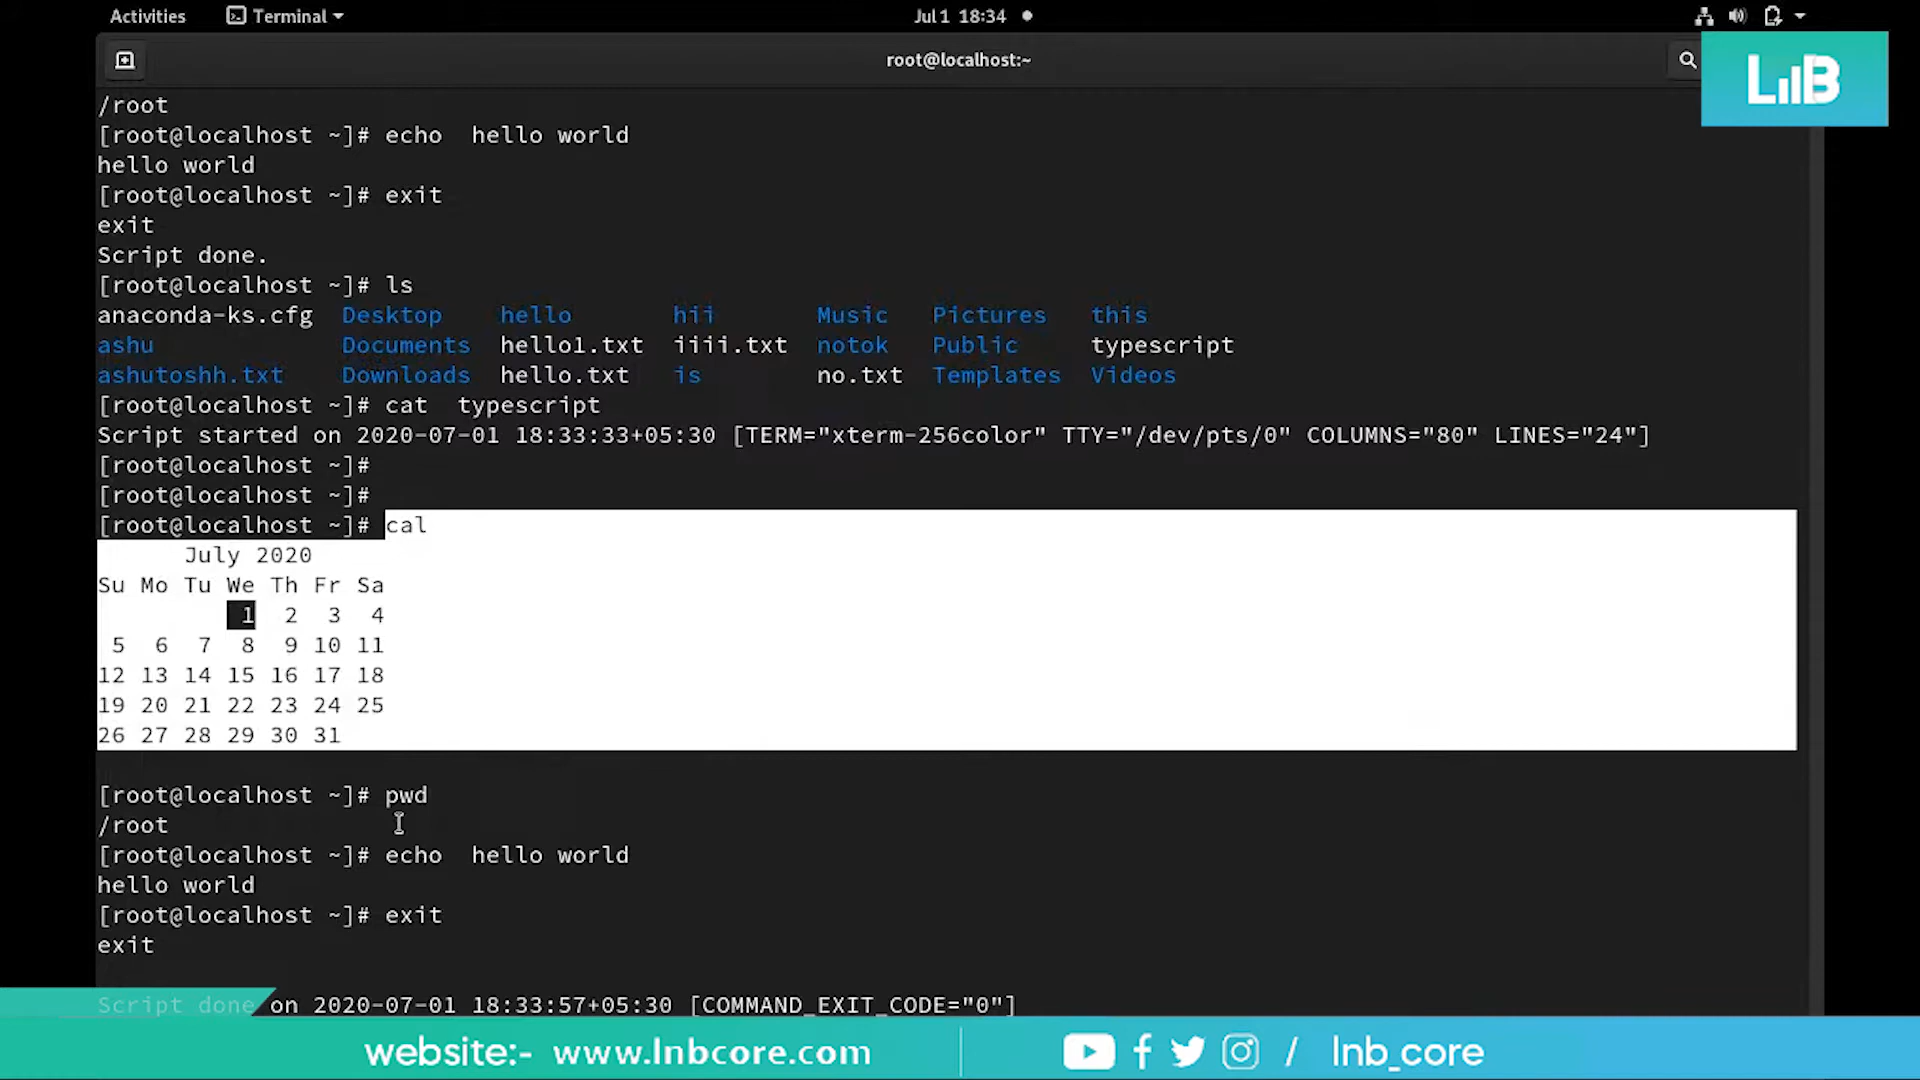 Activities Terminal Jul 1 18:34
root@localhost:~
LnB
/root
[root@localhost ~]# echo  hello world
hello world
[root@localhost ~]# exit
exit
Script done.
[root@localhost ~]# ls
anaconda-ks.cfg  Desktop    hello       hii       Music   Pictures   this
ashu             Documents  hello1.txt  iiii.txt  notok   Public     typescript
ashutoshh.txt    Downloads  hello.txt   is        no.txt  Templates  Videos
[root@localhost ~]# cat  typescript
Script started on 2020-07-01 18:33:33+05:30 [TERM="xterm-256color" TTY="/dev/pts/0" COLUMNS="80" LINES="24"]
[root@localhost ~]#
[root@localhost ~]#
[root@localhost ~]# cal
      July 2020
Su Mo Tu We Th Fr Sa
          1  2  3  4
 5  6  7  8  9 10 11
12 13 14 15 16 17 18
19 20 21 22 23 24 25
26 27 28 29 30 31
[root@localhost ~]# pwd
/root
[root@localhost ~]# echo  hello world
hello world
[root@localhost ~]# exit
exit
Script done on 2020-07-01 18:33:57+05:30 [COMMAND_EXIT_CODE="0"]
website:- www.lnbcore.com / lnb_core